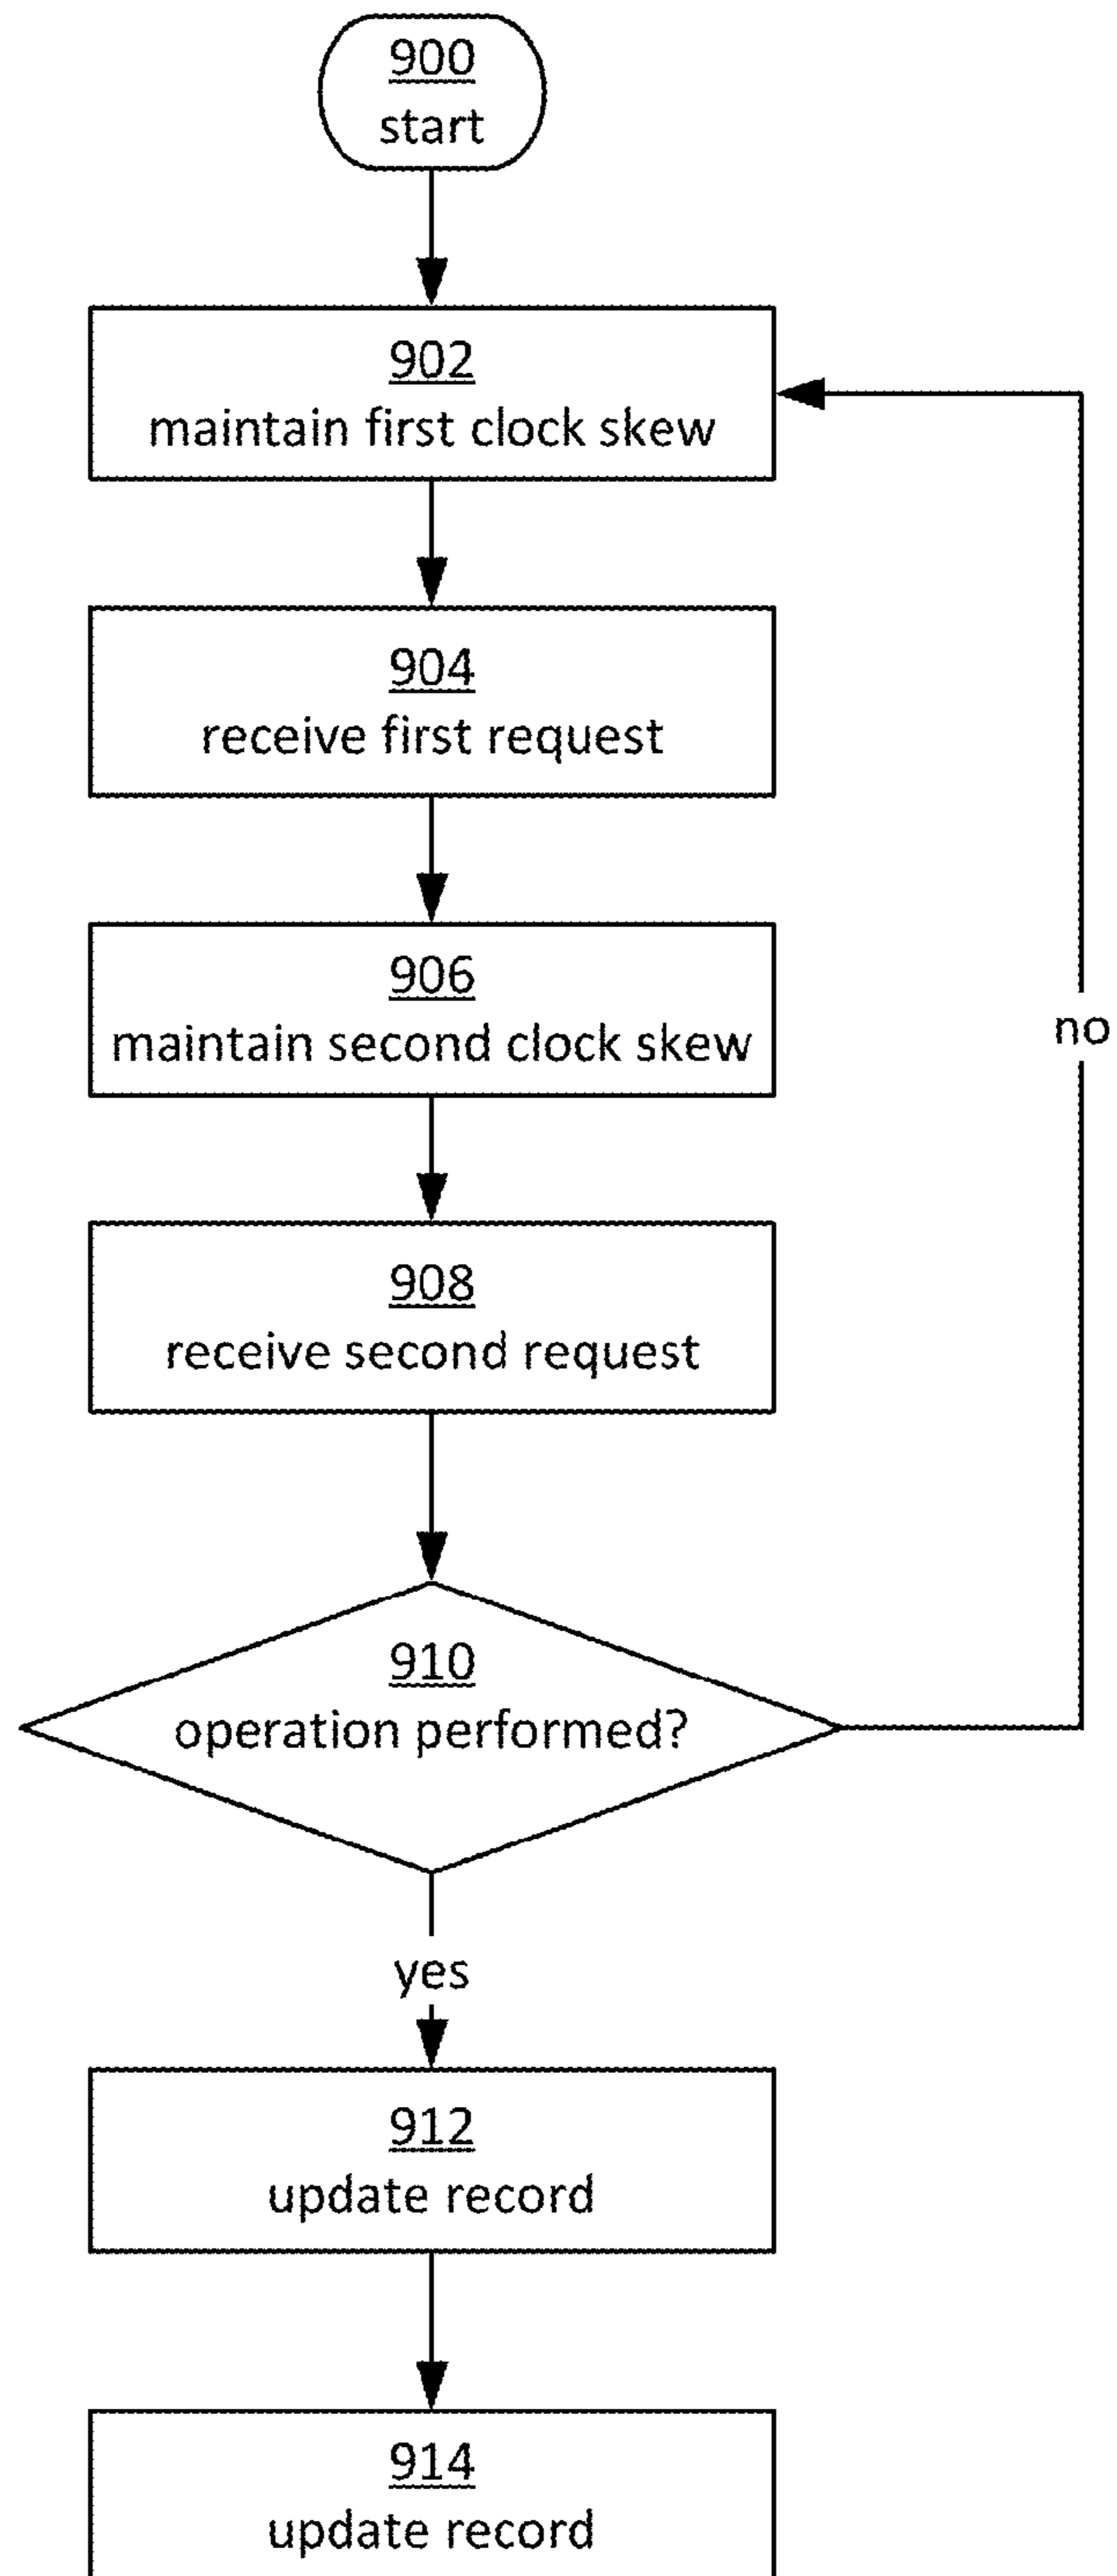 900
start
902
maintain first clock skew
904
receive first request
906
maintain second clock skew
no
908
receive second request
910
operation performed?
yes
912
update record
914
update record